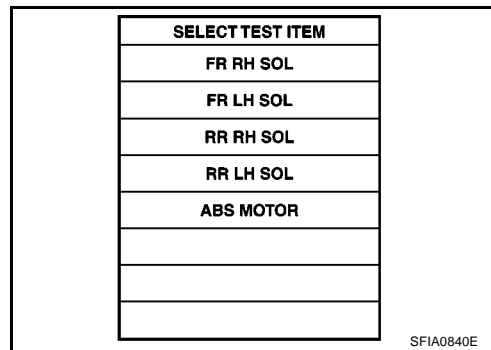 SELECT TEST ITEM
FR RH SOL
FR LH SOL
RR RH SOL
RR LH SOL
ABS MOTOR
SFIA0840E